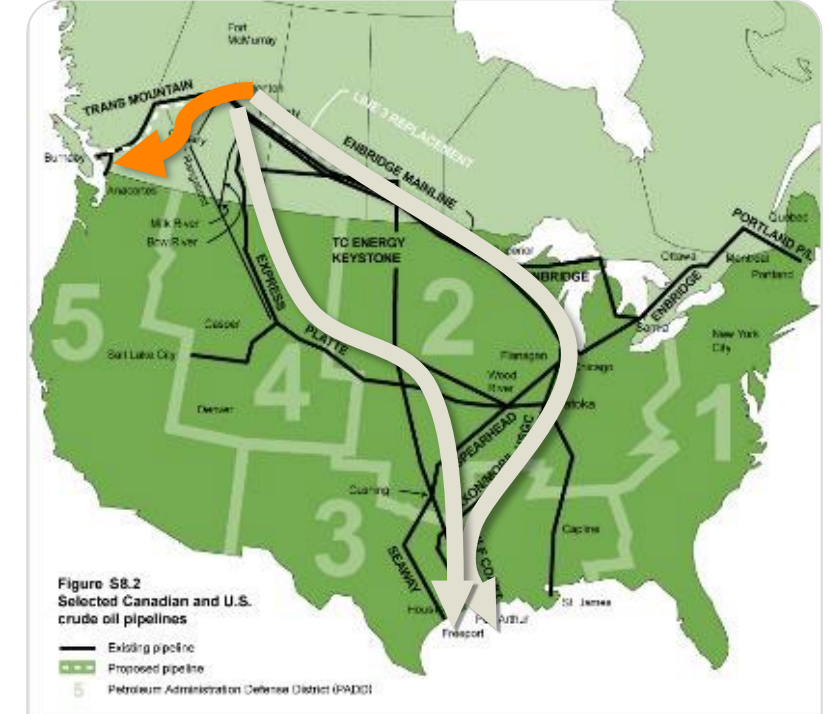 Fort
McMurray
TRANS MOUNTAIN
LINE 3 REPLACEMENT
ENBRIDGE MAINLINE
Anacortes
Milk River
Bow River
TC ENERGY
KEYSTONE
EXPRESS
PLATTE
Ottawa
Quebec
Montreal
PORTLAND
Portland
ENBRIDGE
New York
City
Casper
Salt Lake City
Denver
Flanagan
Wood
River
Chicago
SPEARHEAD
Cushing
SEAWAY
Capline
St. James
Freeport
5
4
2
3
1
Figure S8.2
Selected Canadian and U.S.
crude oil pipelines
Existing pipeline
Proposed pipeline
5
Petroleum Administration Defense District (PADD)